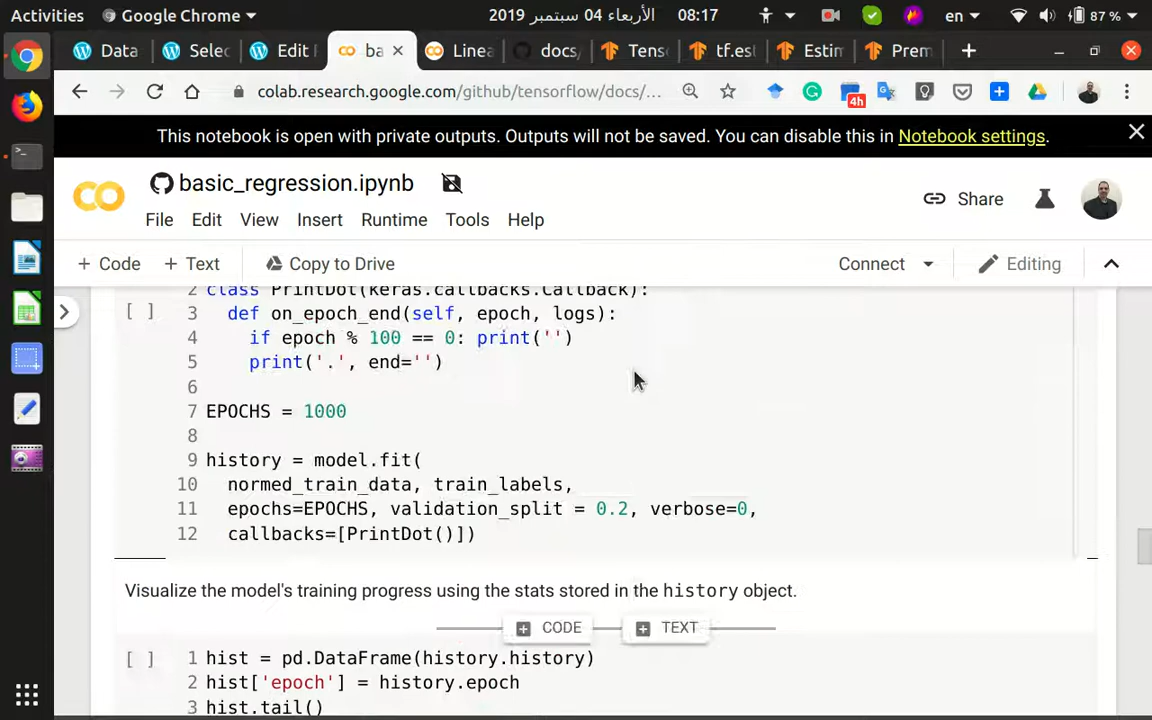 Activities Google Chrome ▾ الأربعاء 04 سبتمبر 2019 08:17 en 87 %
Data Selec Edit ba Linea docs/ Tens tf.est Estim Prem
colab.research.google.com/github/tensorflow/docs/... 4h
This notebook is open with private outputs. Outputs will not be saved. You can disable this in Notebook settings.
basic_regression.ipynb
Share
File Edit View Insert Runtime Tools Help
+ Code + Text Copy to Drive Connect Editing
2 class PrintDot(keras.callbacks.Callback):
[ ] 3 def on_epoch_end(self, epoch, logs):
4 if epoch % 100 == 0: print('')
5 print('.', end='')
6
7 EPOCHS = 1000
8
9 history = model.fit(
10 normed_train_data, train_labels,
11 epochs=EPOCHS, validation_split = 0.2, verbose=0,
12 callbacks=[PrintDot()])
Visualize the model's training progress using the stats stored in the history object.
CODE TEXT
[ ] 1 hist = pd.DataFrame(history.history)
2 hist['epoch'] = history.epoch
3 hist.tail()